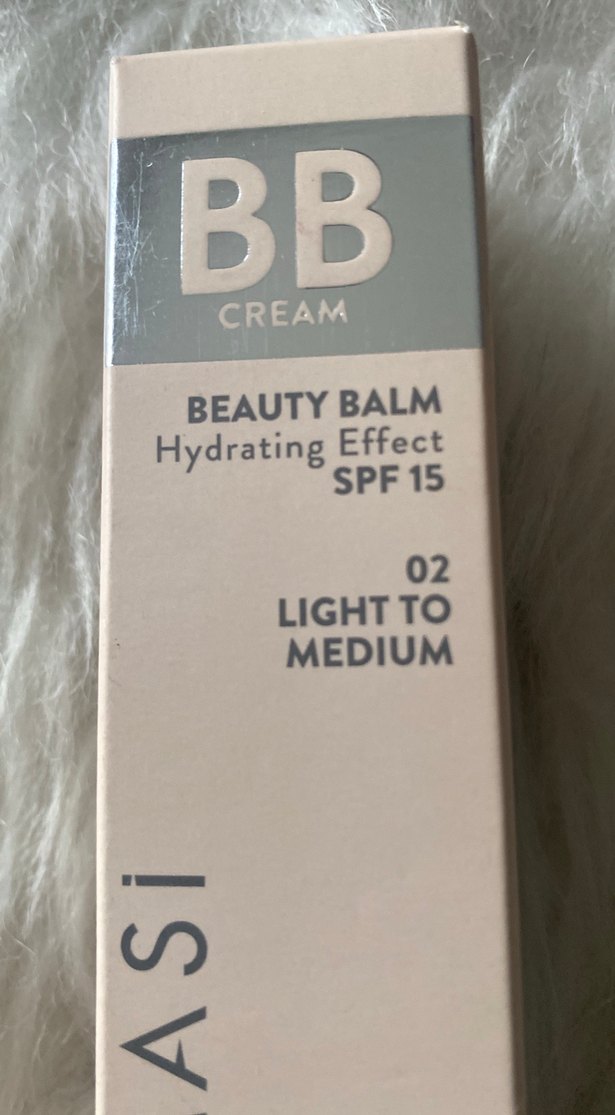 BB
CREAM
BEAUTY BALM
Hydrating Effect
SPF 15
02
LIGHT TO
MEDIUM